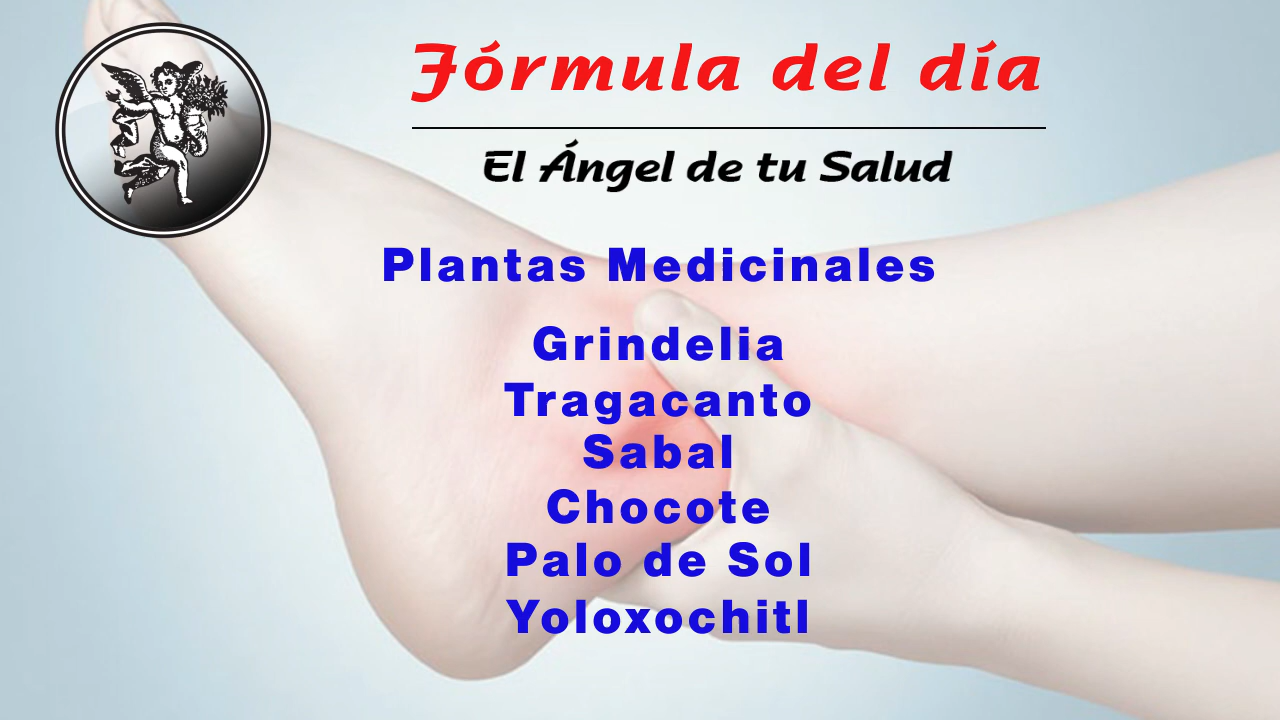 Fórmula del día
El Ángel de tu Salud
Plantas Medicinales
Grindelia
Tragacanto
Sabal
Chocote
Palo de Sol
Yoloxochitl